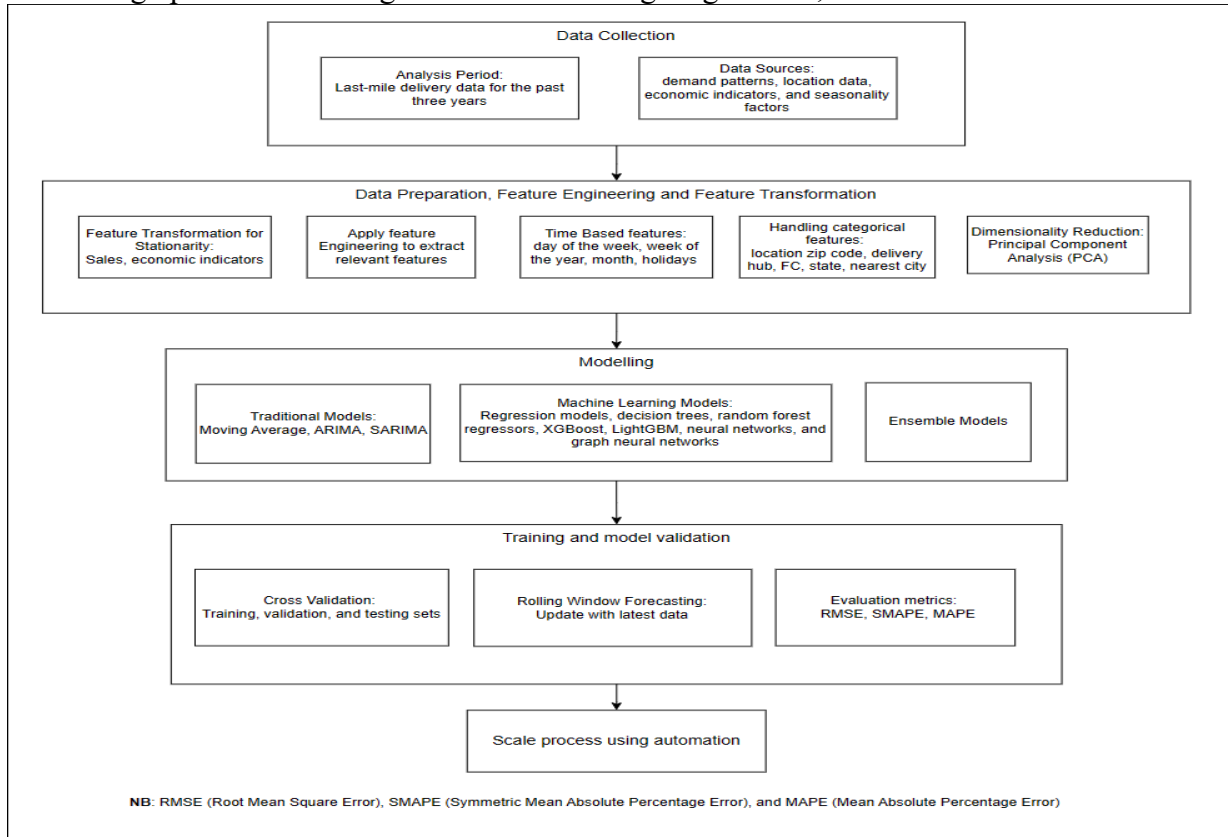 Data Collection
Analysis Period:
Last-mile delivery data for the past
three years
Data Sources:
demand patterns, location data,
economic indicators, and seasonality
factors
Data Preparation, Feature Engineering and Feature Transformation
Feature Transformation for
Stationarity:
Sales, economic indicators
Apply feature
Engineering to extract
relevant features
Time Based features:
day of the week, week of
the year, month, holidays
Handling categorical
features:
location zip code, delivery
hub, FC, state, nearest city
Dimensionality Reduction:
Principal Component
Analysis (PCA)
Modelling
Traditional Models:
Moving Average, ARIMA, SARIMA
Machine Learning Models:
Regression models, decision trees, random forest
regressors, XGBoost, LightGBM, neural networks, and
graph neural networks
Ensemble Models
Training and model validation
Cross Validation:
Training, validation, and testing sets
Rolling Window Forecasting:
Update with latest data
Evaluation metrics:
RMSE, SMAPE, MAPE
Scale process using automation
NB: RMSE (Root Mean Square Error), SMAPE (Symmetric Mean Absolute Percentage Error), and MAPE (Mean Absolute Percentage Error)